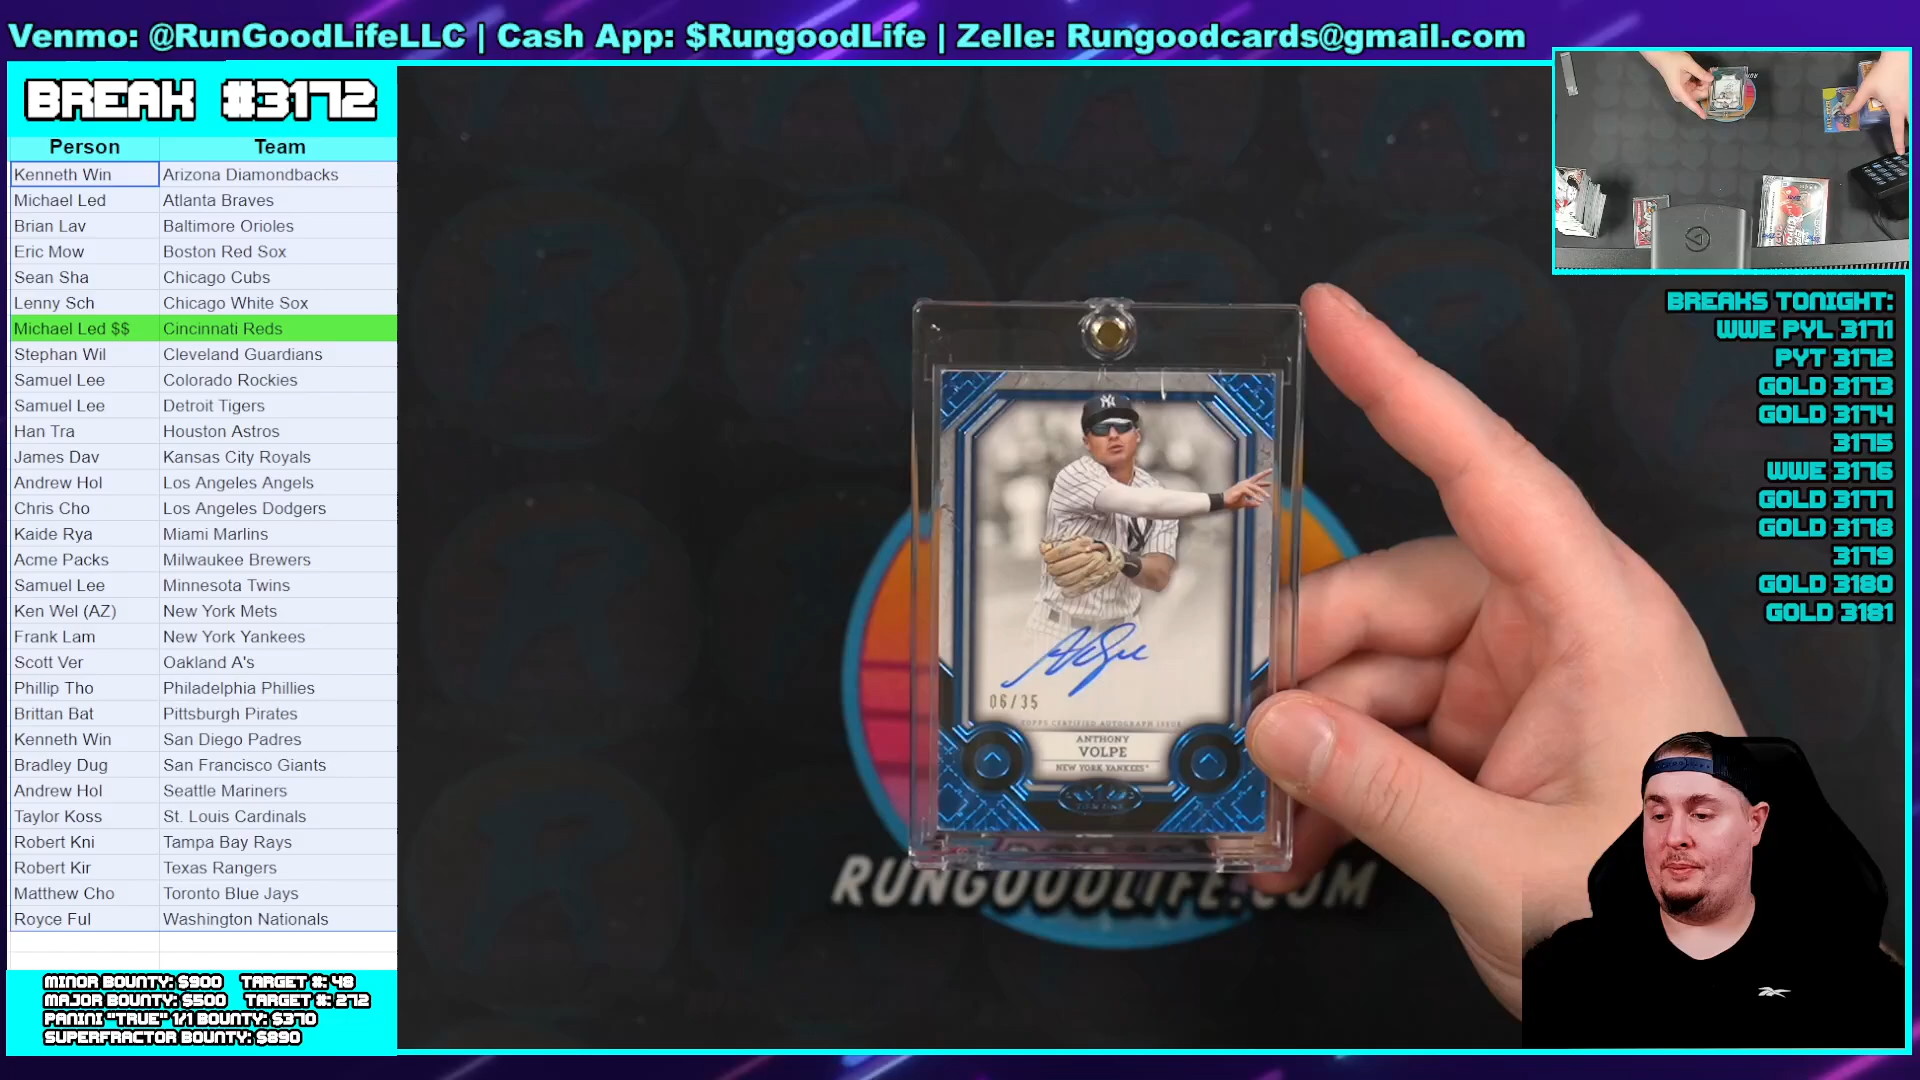 Venmo: @RunGoodLifeLLC | Cash App: $RungoodLife | Zelle: Rungoodcards@gmail.com
BREAK #3172
Person Team
Kenneth Win Arizona Diamondbacks
Michael Led Atlanta Braves
Brian Lav Baltimore Orioles
Eric Mow Boston Red Sox
Sean Sha Chicago Cubs
Lenny Sch Chicago White Sox
Michael Led $$ Cincinnati Reds
Stephan Wil Cleveland Guardians
Samuel Lee Colorado Rockies
Samuel Lee Detroit Tigers
Han Tra Houston Astros
James Dav Kansas City Royals
Andrew Hol Los Angeles Angels
Chris Cho Los Angeles Dodgers
Kaide Rya Miami Marlins
Acme Packs Milwaukee Brewers
Samuel Lee Minnesota Twins
Ken Wel (AZ) New York Mets
Frank Lam New York Yankees
Scott Ver Oakland A's
Phillip Tho Philadelphia Phillies
Brittan Bat Pittsburgh Pirates
Kenneth Win San Diego Padres
Bradley Dug San Francisco Giants
Andrew Hol Seattle Mariners
Taylor Koss St. Louis Cardinals
Robert Kni Tampa Bay Rays
Robert Kir Texas Rangers
Matthew Cho Toronto Blue Jays
Royce Ful Washington Nationals
MINOR BOUNTY: $900 TARGET #: 48
MAJOR BOUNTY: $500 TARGET #: 272
PANINI "TRUE" 1/1 BOUNTY: $370
SUPERFRACTOR BOUNTY: $890
06/35
TOPPS CERTIFIED AUTOGRAPH ISSUE
ANTHONY
VOLPE
NEW YORK YANKEES
RUNGOODLIFE.COM
BREAKS TONIGHT:
WWE PYL 3171
PYT 3172
GOLD 3173
GOLD 3174
3175
WWE 3176
GOLD 3177
GOLD 3178
3179
GOLD 3180
GOLD 3181